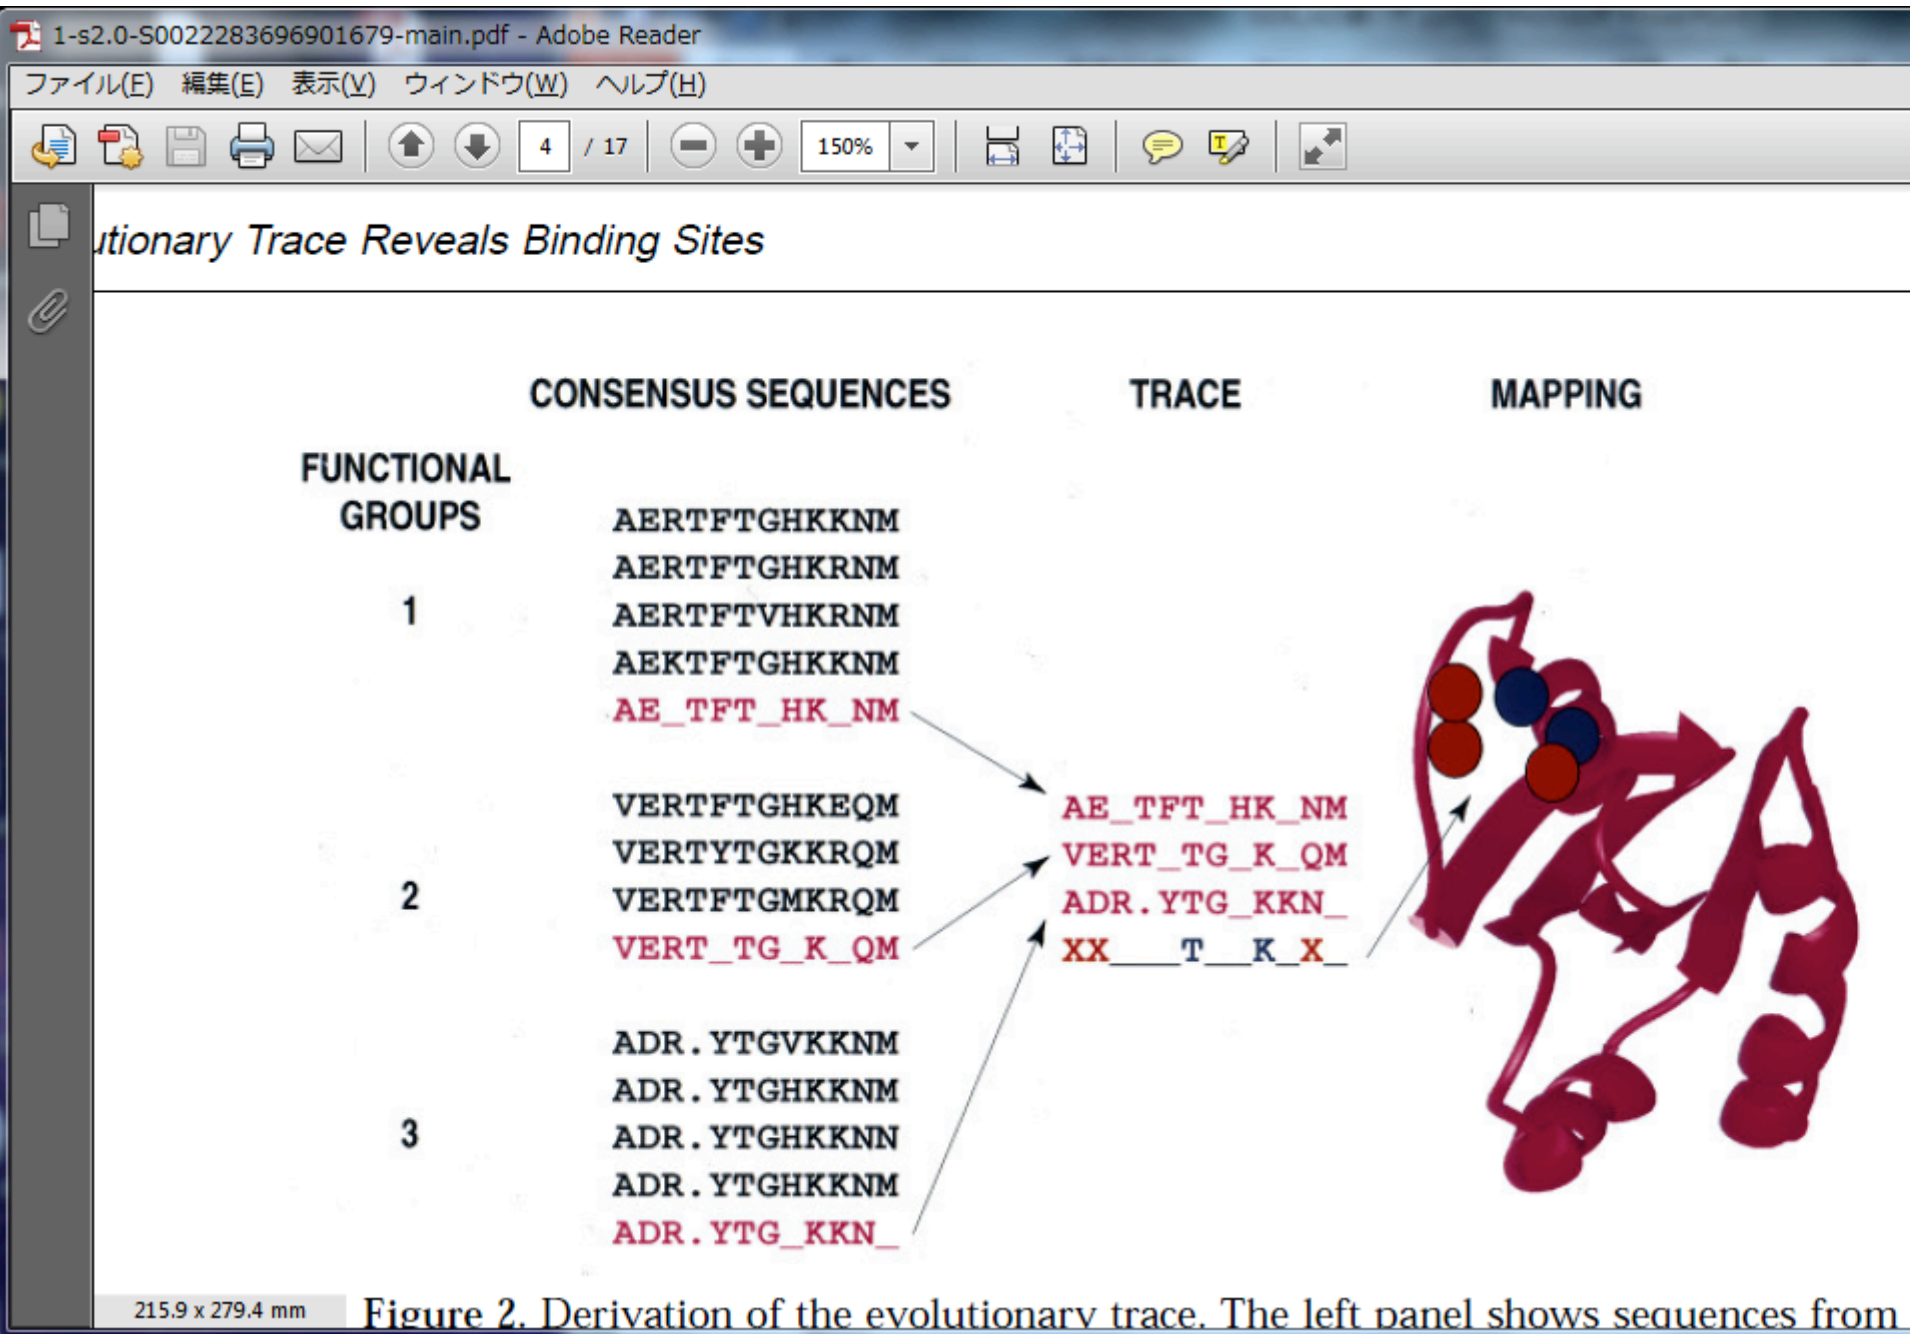 1-s2.0-S0022283696901679-main.pdf - Adobe Reader
ファイル(F) 編集(E) 表示(V) ウィンドウ(W) ヘルプ(H)
4 / 17 150%
utionary Trace Reveals Binding Sites
CONSENSUS SEQUENCES TRACE MAPPING
FUNCTIONAL
GROUPS
1
AERTFTGHKKNM
AERTFTGHKRNM
AERTFTVHKRNM
AEKTFTGHKKNM
AE_TFT_HK_NM
2
VERTFTGHKEQM
VERTYTGKKRQM
VERTFTGMKRQM
VERT_TG_K_QM
3
ADR.YTGVKKNM
ADR.YTGHKKNM
ADR.YTGHKKNN
ADR.YTGHKKNM
ADR.YTG_KKN_
AE_TFT_HK_NM
VERT_TG_K_QM
ADR.YTG_KKN_
XX___T__K_X_
215.9 x 279.4 mm
Figure 2. Derivation of the evolutionary trace. The left panel shows sequences from